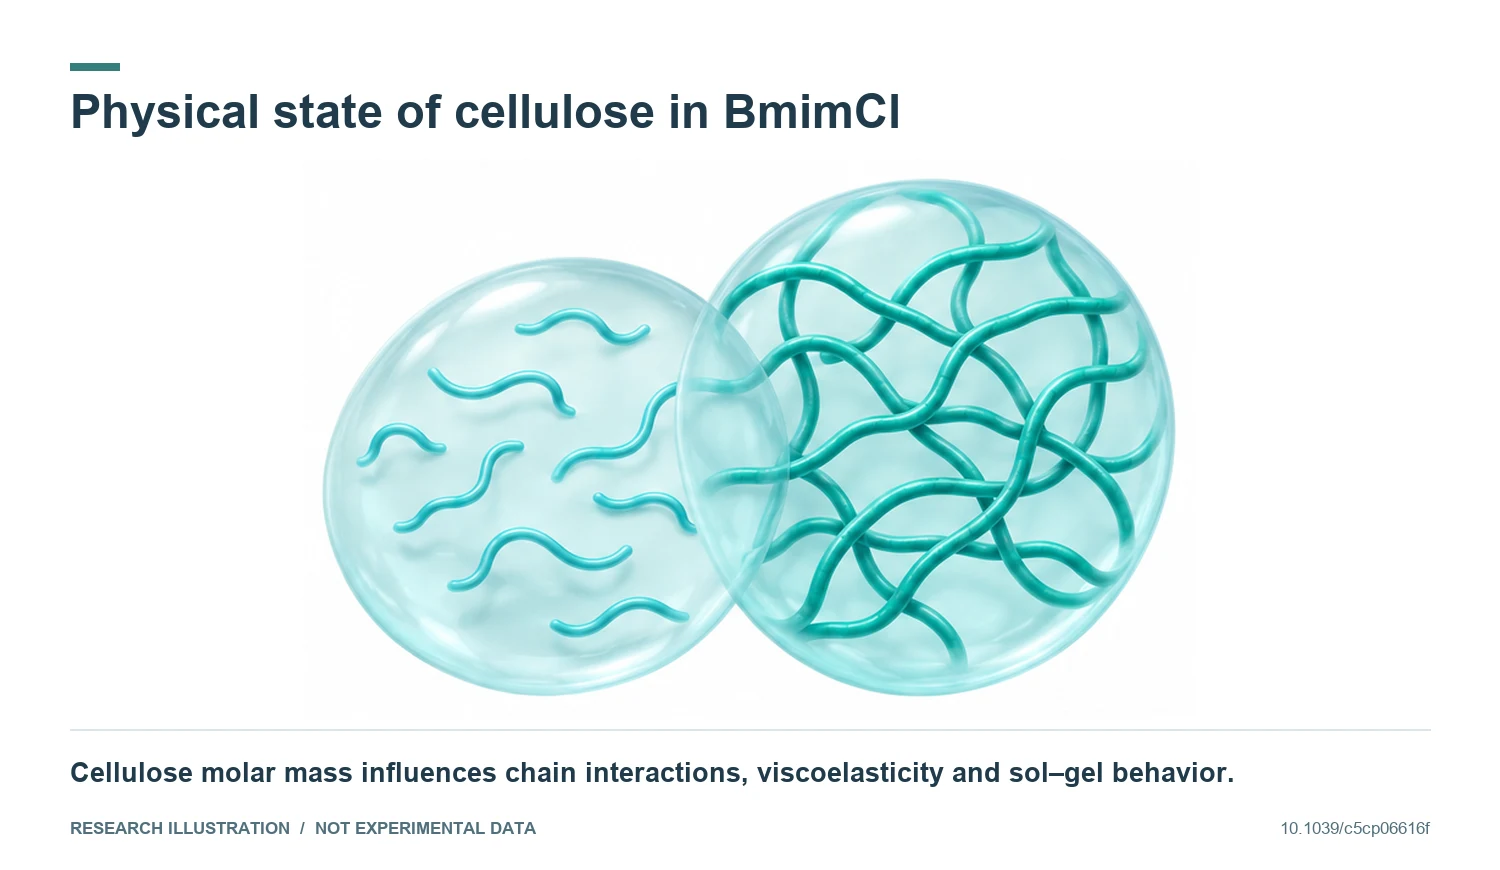 Physical state of cellulose in BmimCl
Cellulose molar mass influences chain interactions, viscoelasticity and sol–gel behavior.
RESEARCH ILLUSTRATION / NOT EXPERIMENTAL DATA
10.1039/c5cp06616f